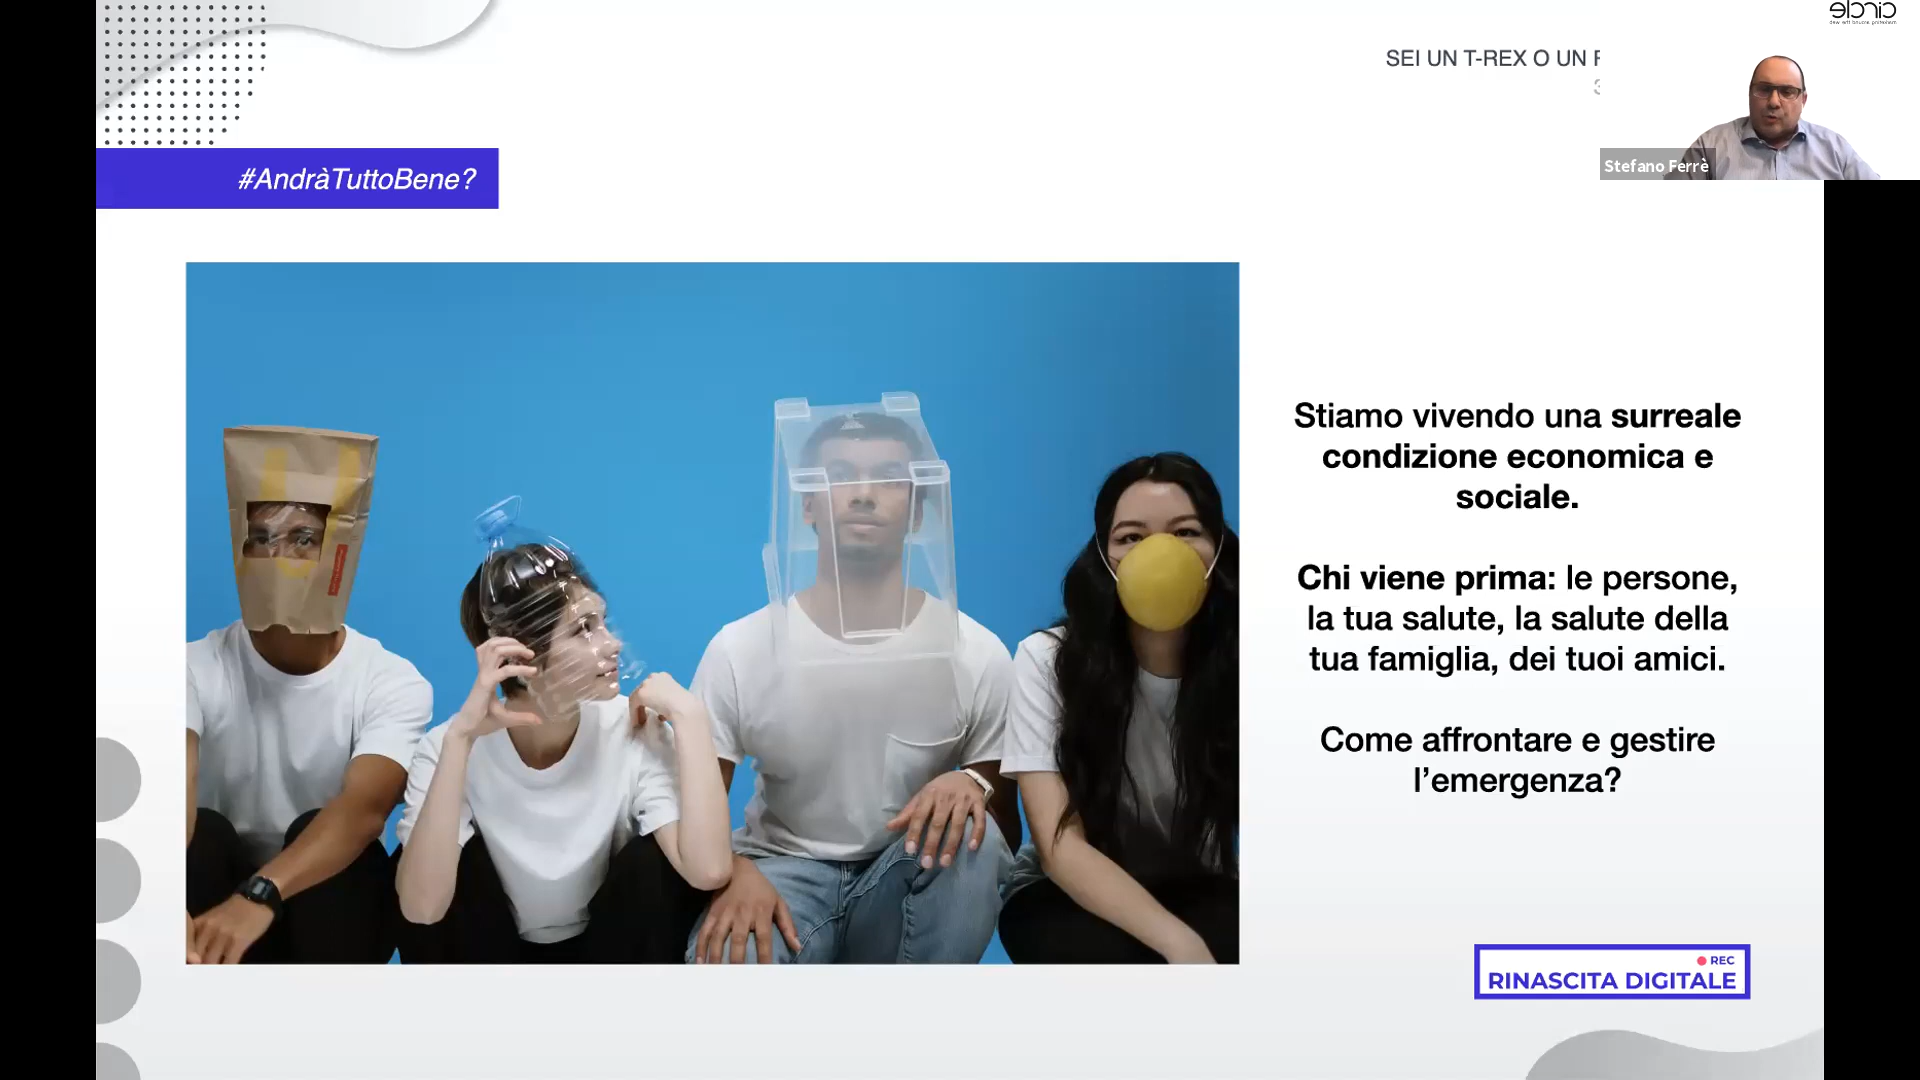 SEI UN T-REX O UN
#AndràTuttoBene?
Stefano Ferrè
Stiamo vivendo una surreale
condizione economica e
sociale.
Chi viene prima: le persone,
la tua salute, la salute della
tua famiglia, dei tuoi amici.
Come affrontare e gestire
l’emergenza?
REC
RINASCITA DIGITALE
circle